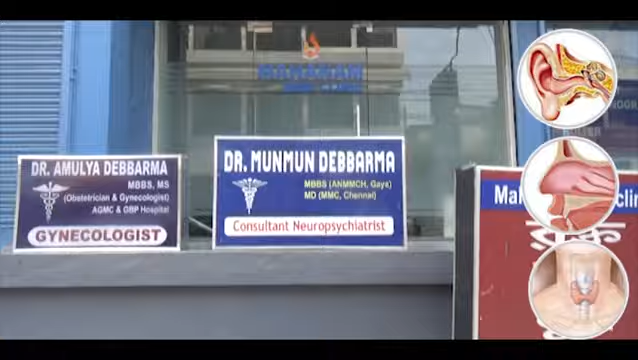 DR. AMULYA DEBBARMA
MBBS, MS
(Obstetrician & Gynecologist)
AGMC & GBP Hospital
GYNECOLOGIST
DR. MUNMUN DEBBARMA
MBBS (ANMMCH, Gaya)
MD (MMC, Chennai)
Consultant Neuropsychiatrist